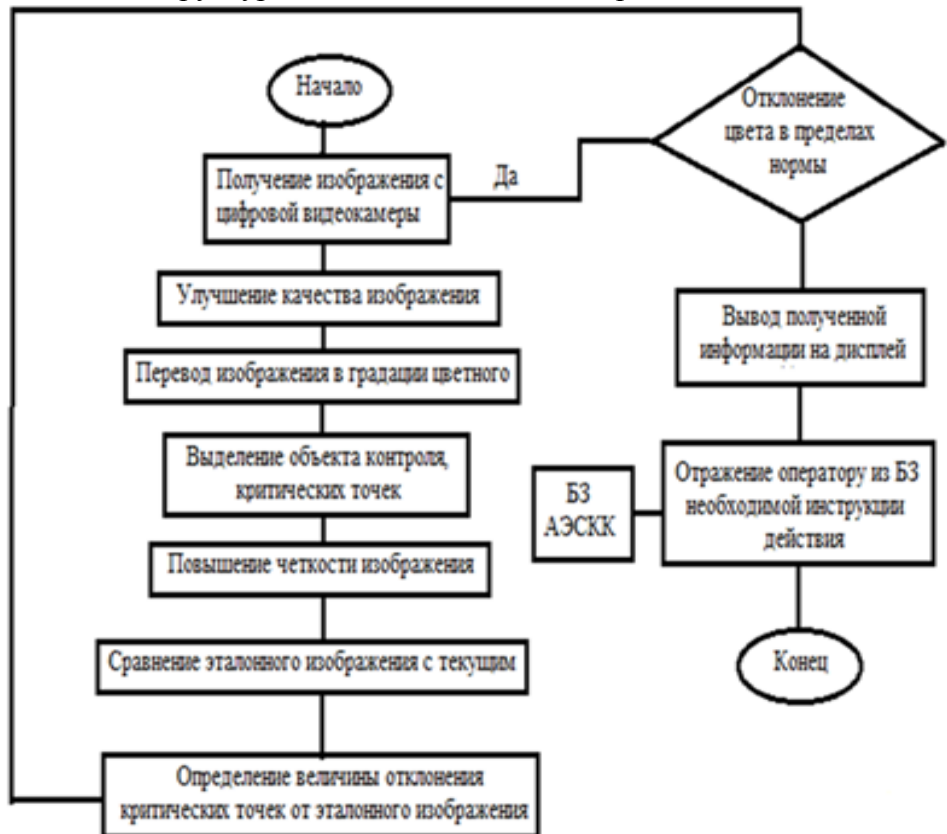 Начало
Получение изображения с
цифровой видеокамеры
Да
Улучшение качества изображения
Перевод изображения в градации цветного
Выделение объекта контроля,
критических точек
Повышение четкости изображения
Сравнение эталонного изображения с текущим
Определение величины отклонения
критических точек от эталонного изображения
Отклонение
цвета в пределах
нормы
Вывод полученной
информации на дисплей
БЗ
АЭСКК
Отражение оператору из БЗ
необходимой инструкции
действия
Конец